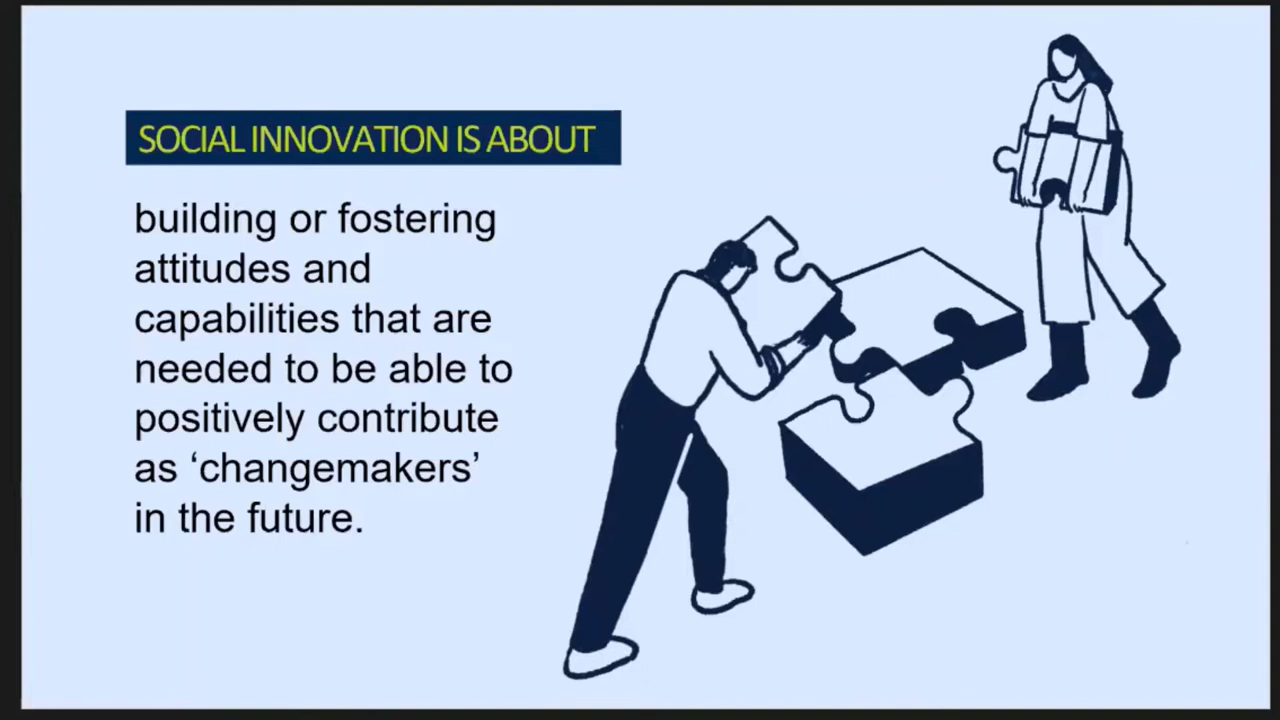 SOCIAL INNOVATION IS ABOUT
building or fostering
attitudes and
capabilities that are
needed to be able to
positively contribute
as ‘changemakers’
in the future.